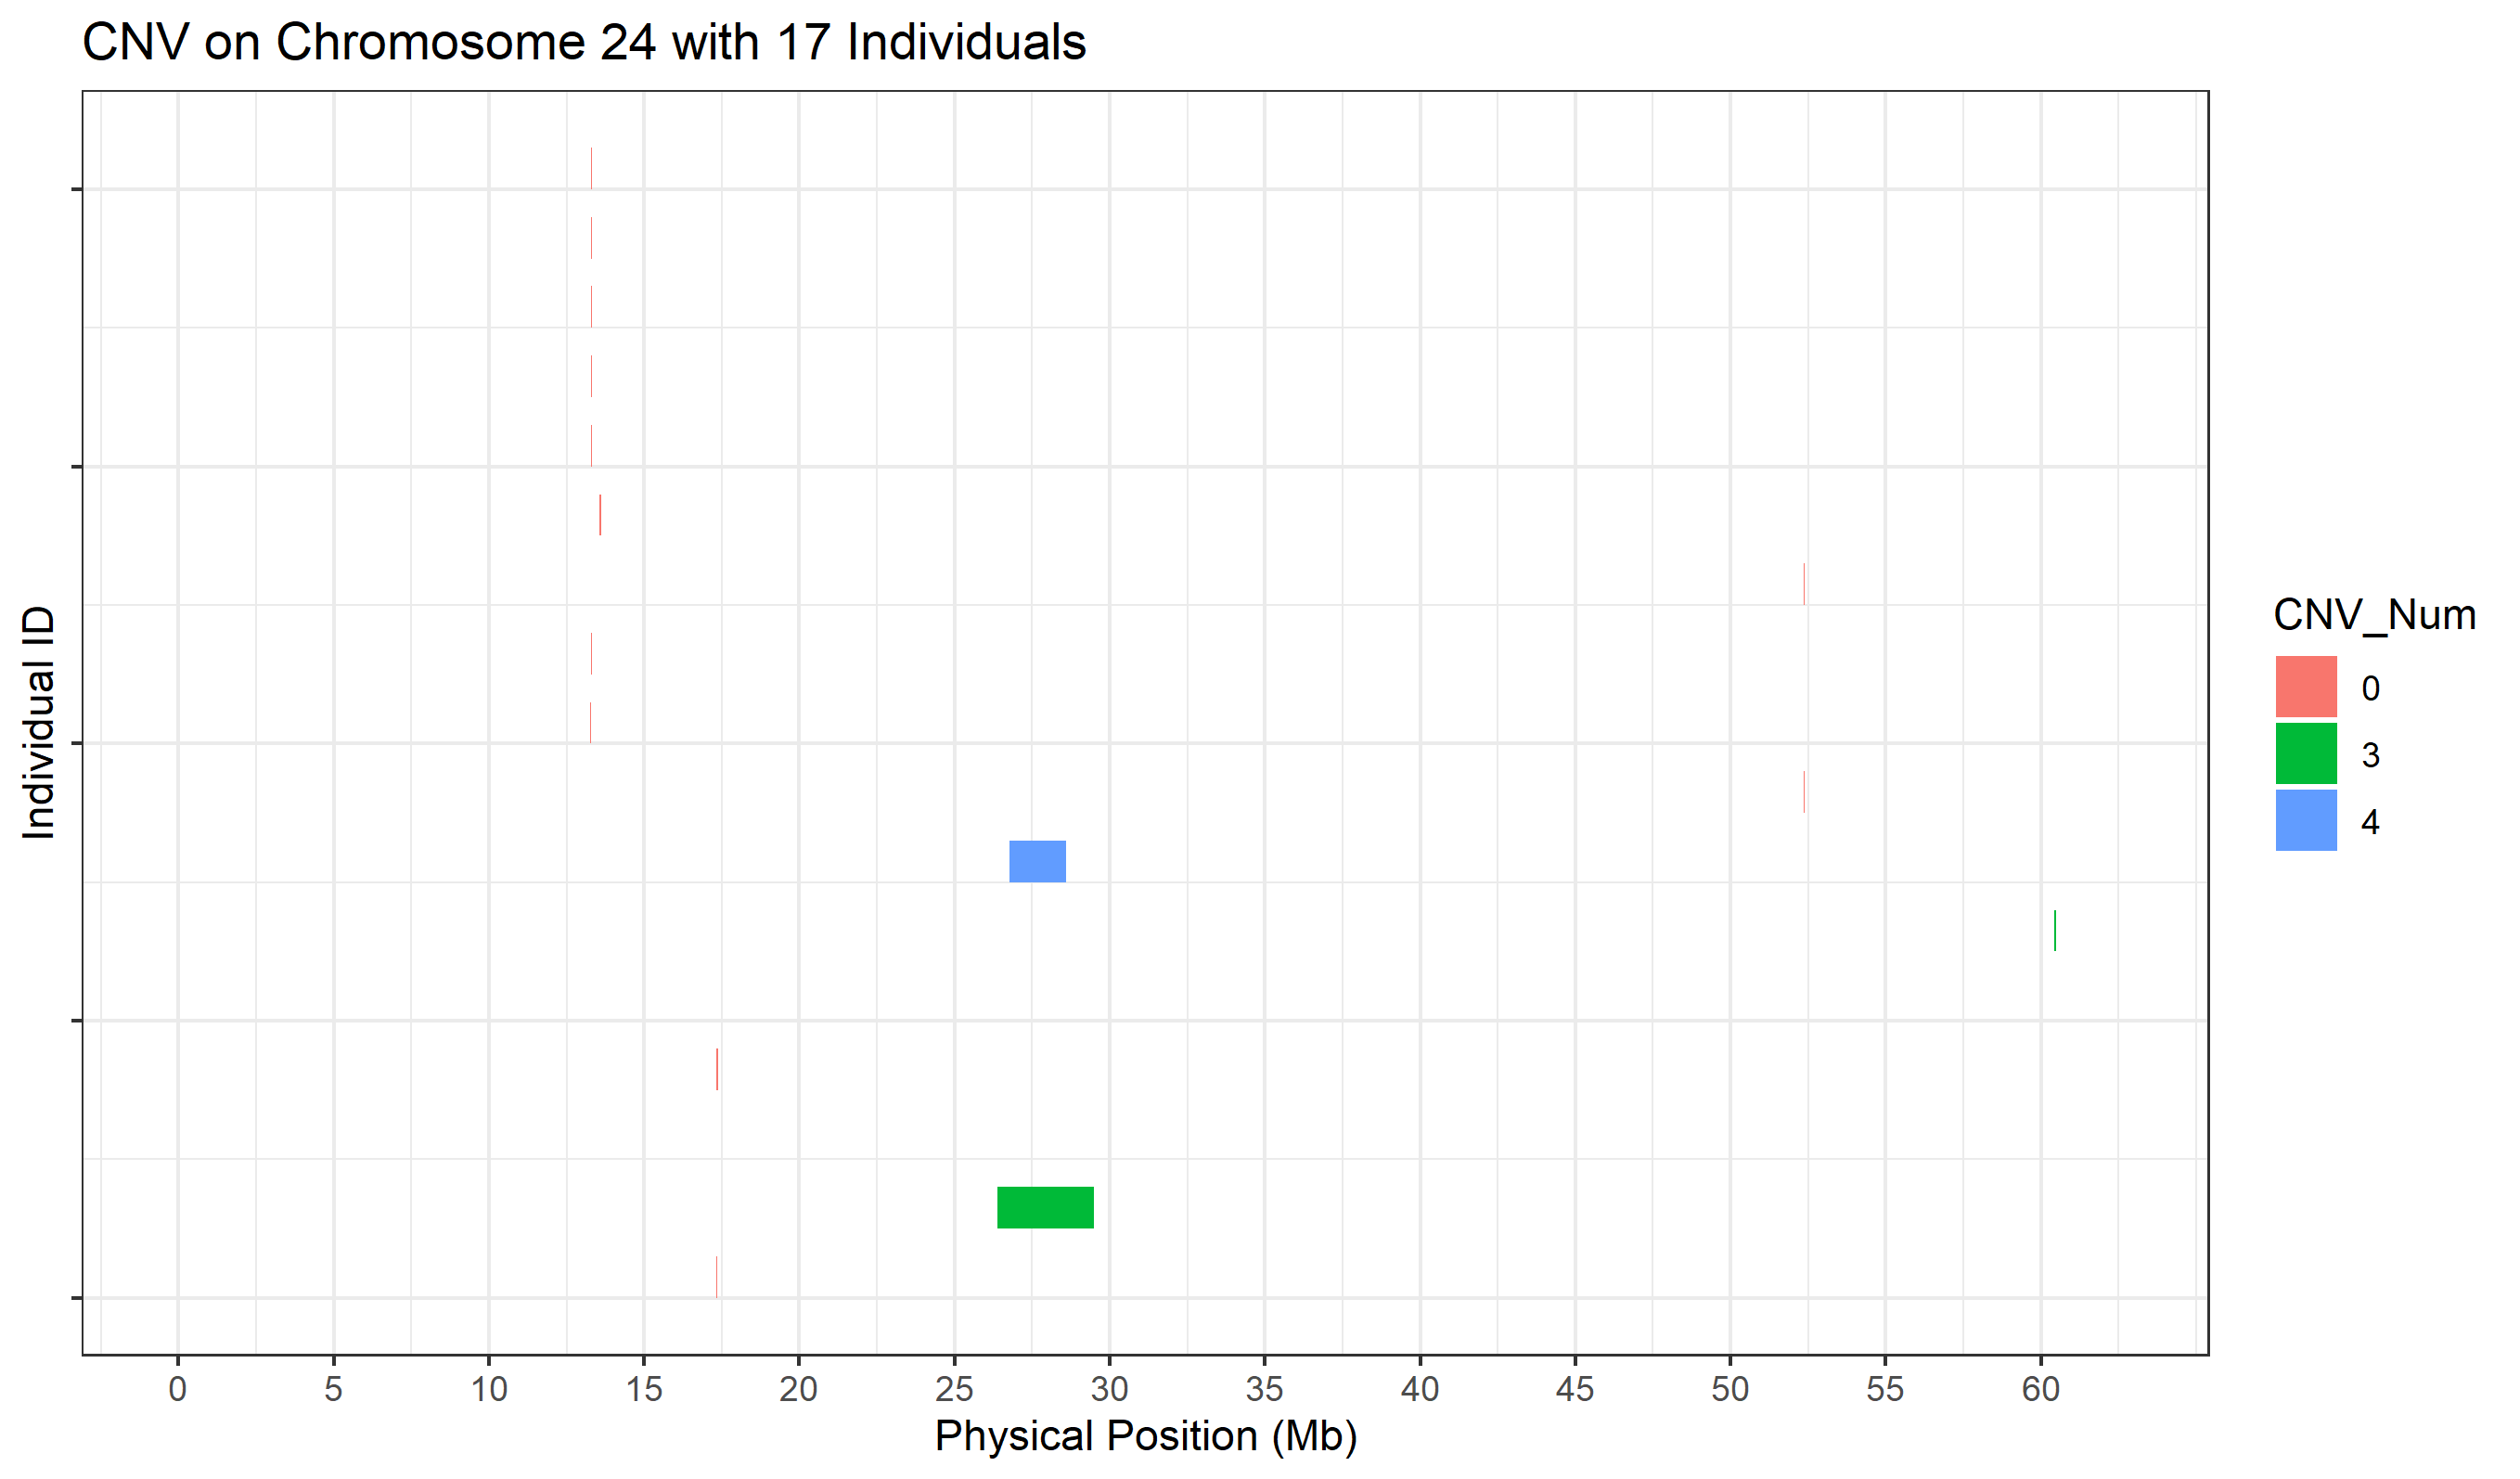 CNV on Chromosome 24 with 17 Individuals
Individual ID
CNV_Num
0
3
4
0 5 10 15 20 25 30 35 40 45 50 55 60
Physical Position (Mb)